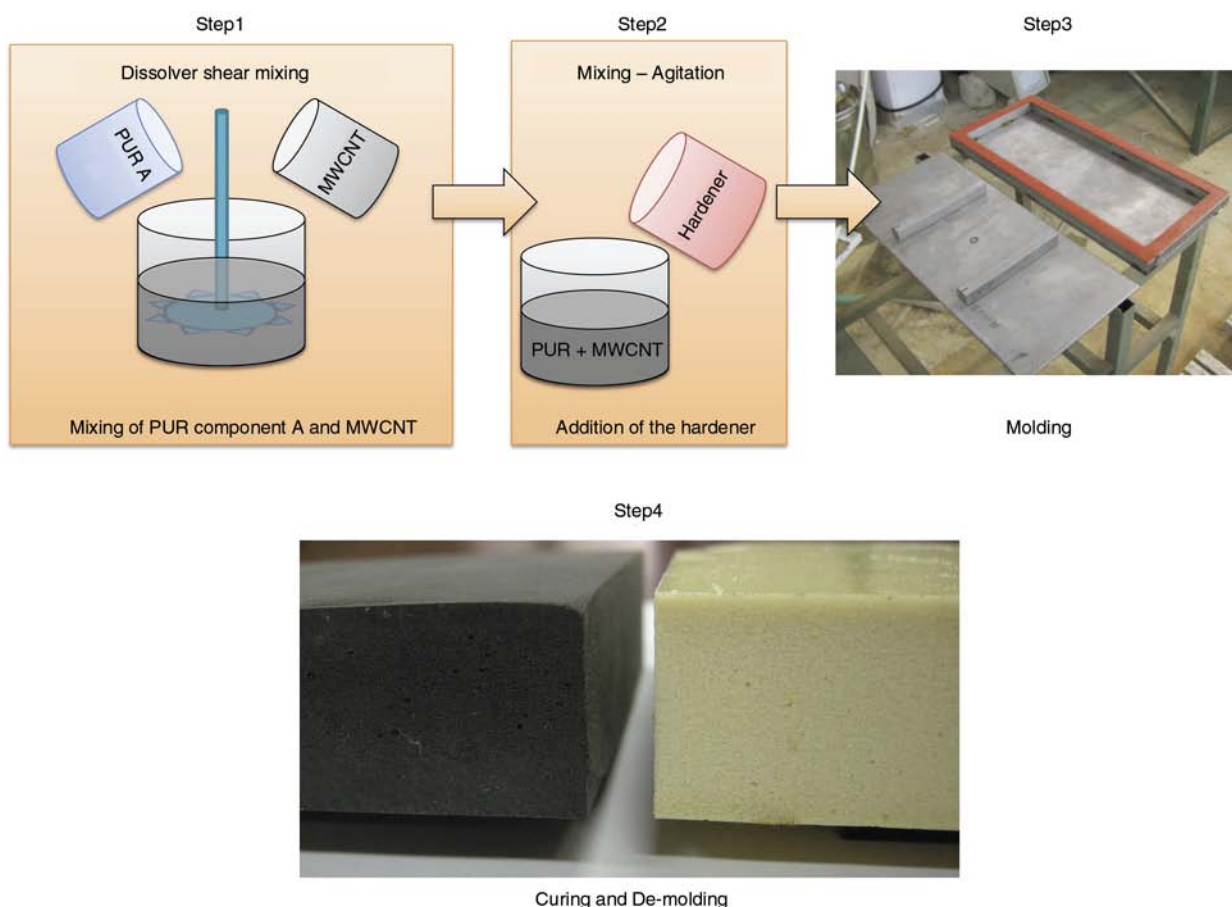 Step1
Dissolver shear mixing
PUR A
MWCNT
Mixing of PUR component A and MWCNT
Step2
Mixing – Agitation
Hardener
PUR + MWCNT
Addition of the hardener
Step3
Molding
Step4
Curing and De-molding